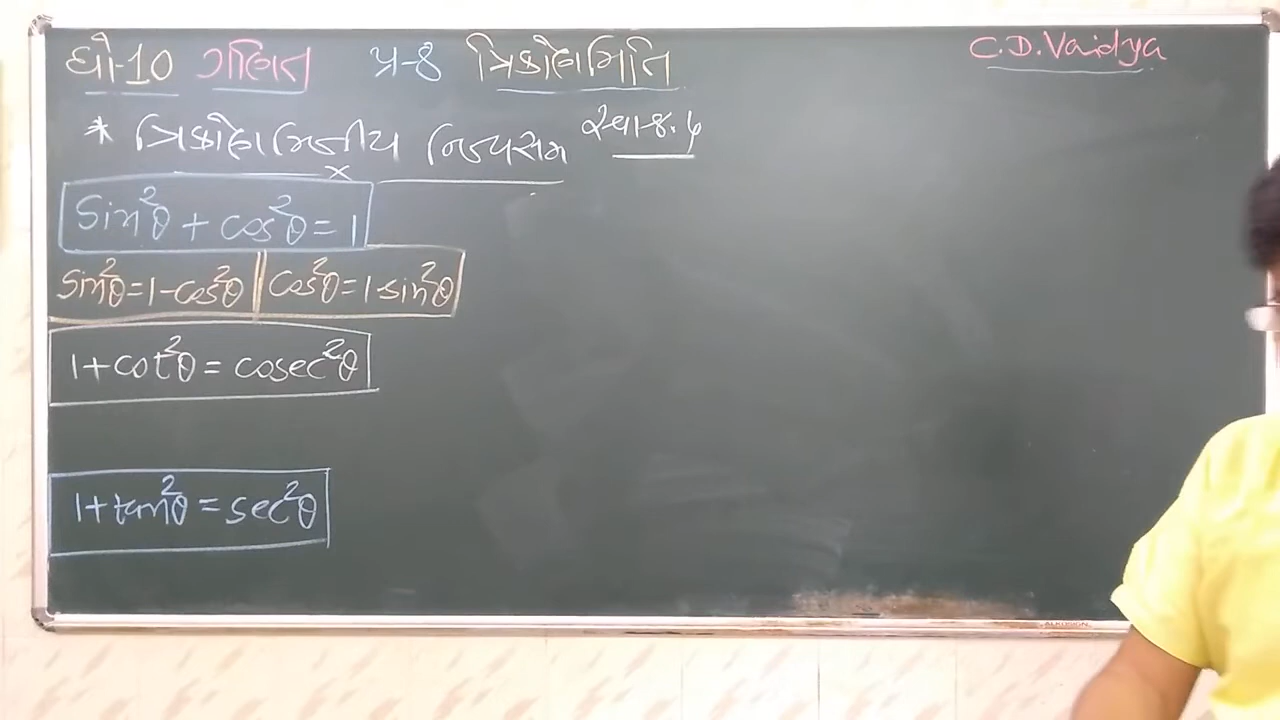 ધો-10 ગણિત પ્ર-8 ત્રિકોણમિતિ C.D.Vaidya
* ત્રિકોણમિતીય નિત્યસમ સ્વા-8.4
Sin²θ + cos²θ = 1
sin²θ = 1 - cos²θ cos²θ = 1 - sin²θ
1 + cot²θ = cosec²θ
1 + tan²θ = sec²θ